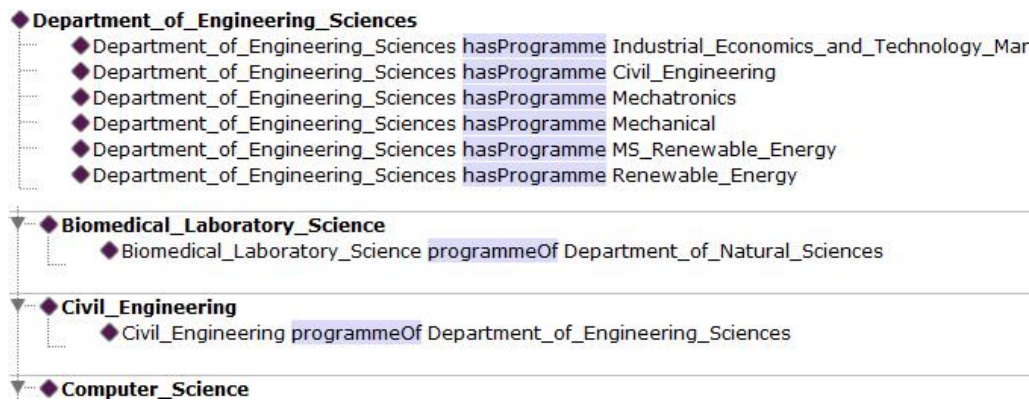 Department_of_Engineering_Sciences
Department_of_Engineering_Sciences hasProgramme Industrial_Economics_and_Technology_Mar
Department_of_Engineering_Sciences hasProgramme Civil_Engineering
Department_of_Engineering_Sciences hasProgramme Mechatronics
Department_of_Engineering_Sciences hasProgramme Mechanical
Department_of_Engineering_Sciences hasProgramme MS_Renewable_Energy
Department_of_Engineering_Sciences hasProgramme Renewable_Energy
Biomedical_Laboratory_Science
Biomedical_Laboratory_Science programmeOf Department_of_Natural_Sciences
Civil_Engineering
Civil_Engineering programmeOf Department_of_Engineering_Sciences
Computer_Science